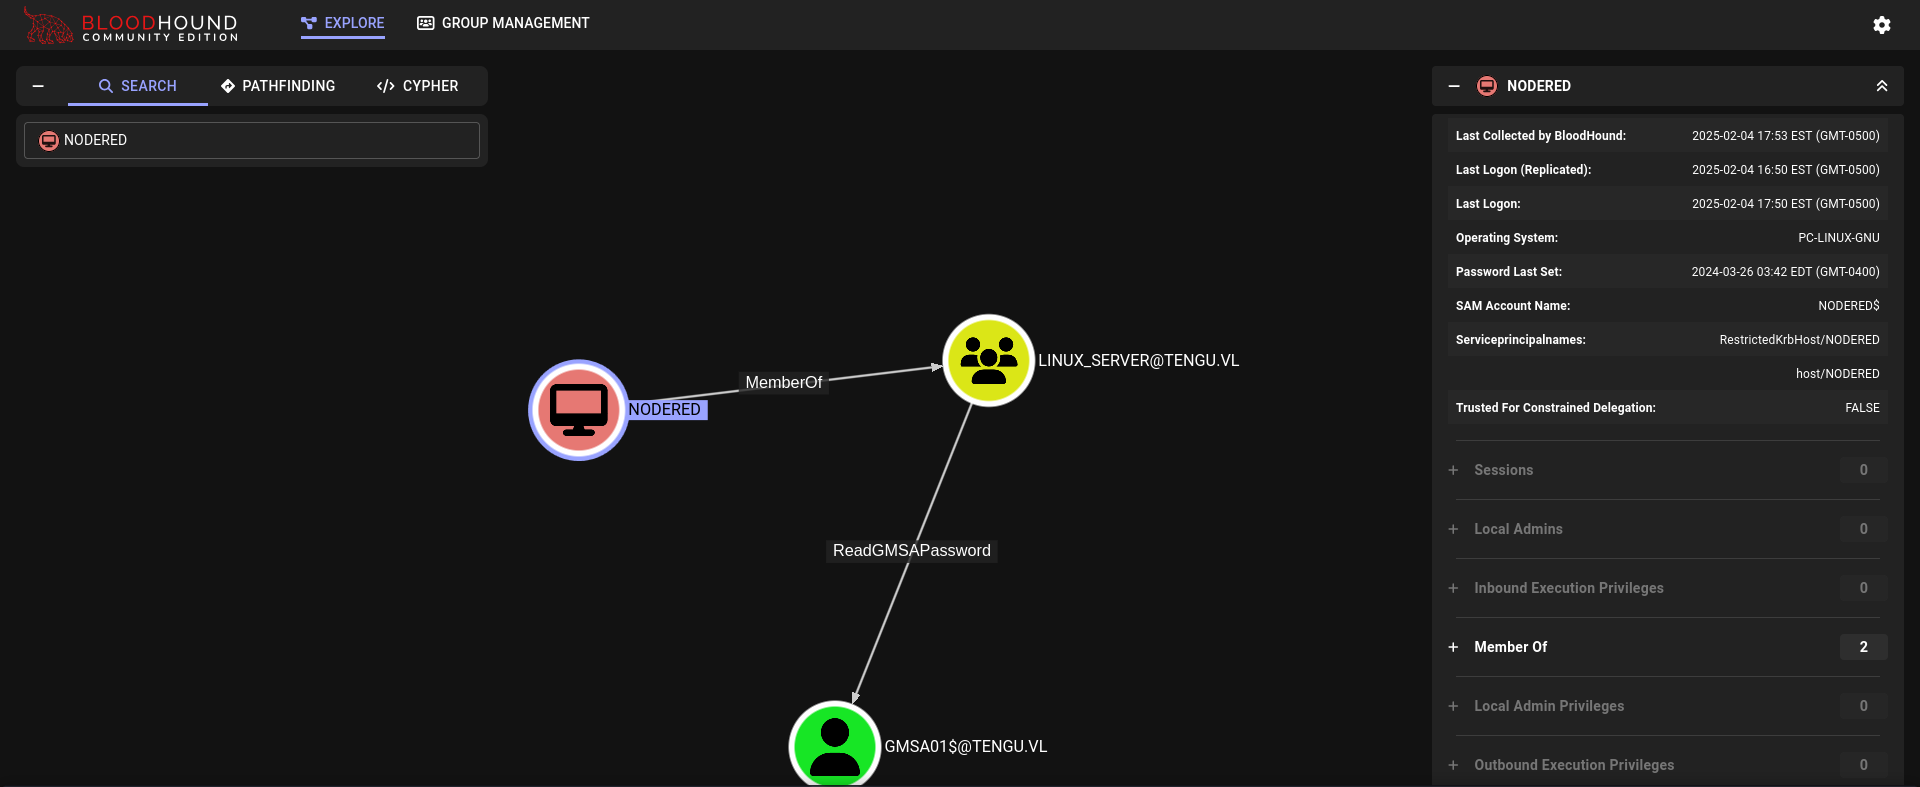 BLOODHOUND
COMMUNITY EDITION
EXPLORE
GROUP MANAGEMENT
SEARCH
PATHFINDING
CYPHER
NODERED
MemberOf
NODERED
LINUX_SERVER@TENGU.VL
ReadGMSAPassword
GMSA01$@TENGU.VL
NODERED
Last Collected by BloodHound: 2025-02-04 17:53 EST (GMT-0500)
Last Logon (Replicated): 2025-02-04 16:50 EST (GMT-0500)
Last Logon: 2025-02-04 17:50 EST (GMT-0500)
Operating System: PC-LINUX-GNU
Password Last Set: 2024-03-26 03:42 EDT (GMT-0400)
SAM Account Name: NODERED$
Serviceprincipalnames: RestrictedKrbHost/NODERED
host/NODERED
Trusted For Constrained Delegation: FALSE
+ Sessions 0
+ Local Admins 0
+ Inbound Execution Privileges 0
+ Member Of 2
+ Local Admin Privileges 0
+ Outbound Execution Privileges 0